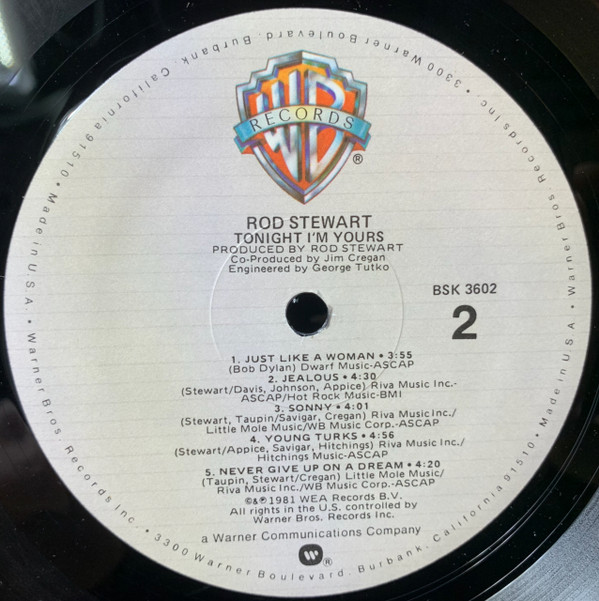 WB
RECORDS
®
ROD STEWART
TONIGHT I'M YOURS
PRODUCED BY ROD STEWART
Co-Produced by Jim Cregan
Engineered by George Tutko
BSK 3602
2
1. JUST LIKE A WOMAN • 3:55
(Bob Dylan) Dwarf Music-ASCAP
2. JEALOUS • 4:30
(Stewart/Davis, Johnson, Appice) Riva Music Inc.-
ASCAP/Hot Rock Music-BMI
3. SONNY • 4:01
(Stewart, Taupin/Savigar, Cregan) Riva Music Inc./
Little Mole Music/WB Music Corp.-ASCAP
4. YOUNG TURKS • 4:56
(Stewart/Appice, Savigar, Hitchings) Riva Music Inc./
Hitchings Music-ASCAP
5. NEVER GIVE UP ON A DREAM • 4:20
(Taupin, Stewart/Cregan) Little Mole Music/
Riva Music Inc./WB Music Corp.-ASCAP
©&℗1981 WEA Records B.V.
All rights in the U.S. controlled by
Warner Bros. Records Inc.
a Warner Communications Company
W®
Warner Bros. Records Inc. • 3300 Warner Boulevard, Burbank, California 91510 • Made in U.S.A. • Warner Bros. Records Inc. • 3300 Warner Boulevard, Burbank, California 91510 • Made in U.S.A. •